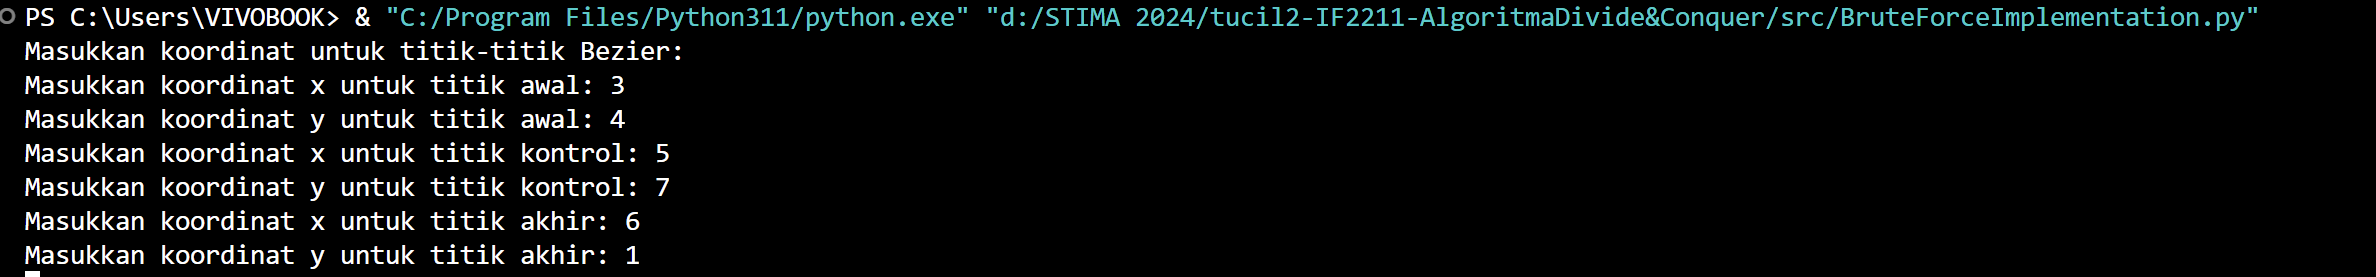 PS C:\Users\VIVOBOOK> & "C:/Program Files/Python311/python.exe" "d:/STIMA 2024/tucil2-IF2211-AlgoritmaDivide&Conquer/src/BruteForceImplementation.py"
Masukkan koordinat untuk titik-titik Bezier:
Masukkan koordinat x untuk titik awal: 3
Masukkan koordinat y untuk titik awal: 4
Masukkan koordinat x untuk titik kontrol: 5
Masukkan koordinat y untuk titik kontrol: 7
Masukkan koordinat x untuk titik akhir: 6
Masukkan koordinat y untuk titik akhir: 1